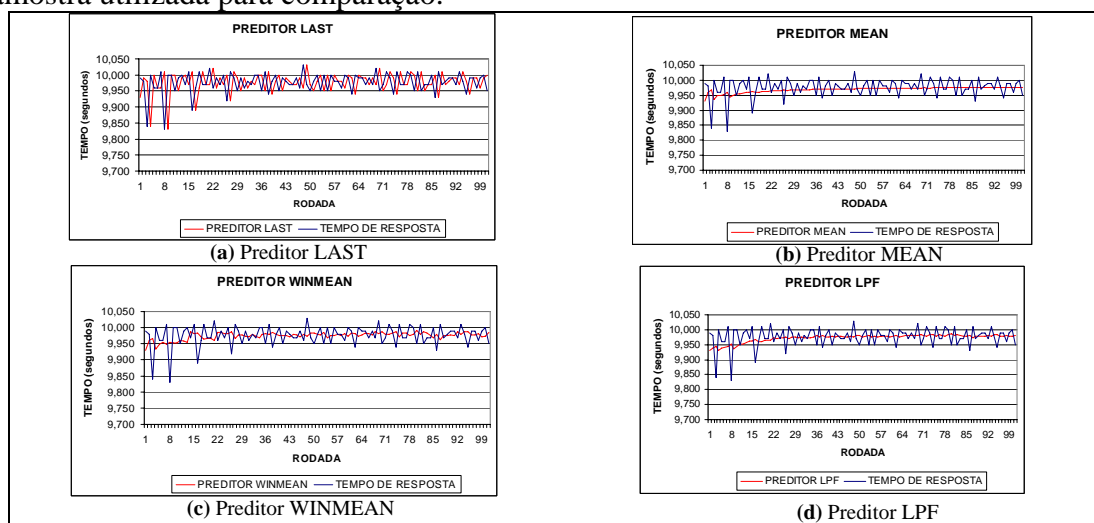 amostra utilizada para comparação.
PREDITOR LAST
TEMPO (segundos)
10,050
10,000
9,950
9,900
9,850
9,800
9,750
9,700
1 8 15 22 29 36 43 50 57 64 71 78 85 92 99
RODADA
PREDITOR LAST TEMPO DE RESPOSTA
(a) Preditor LAST
PREDITOR MEAN
TEMPO (segundos)
10,050
10,000
9,950
9,900
9,850
9,800
9,750
9,700
1 8 15 22 29 36 43 50 57 64 71 78 85 92 99
RODADA
PREDITOR MEAN TEMPO DE RESPOSTA
(b) Preditor MEAN
PREDITOR WINMEAN
TEMPO (segundos)
10,050
10,000
9,950
9,900
9,850
9,800
9,750
9,700
1 8 15 22 29 36 43 50 57 64 71 78 85 92 99
RODADA
PREDITOR WINMEAN TEMPO DE RESPOSTA
(c) Preditor WINMEAN
PREDITOR LPF
TEMPO (segundos)
10,050
10,000
9,950
9,900
9,850
9,800
9,750
9,700
1 8 15 22 29 36 43 50 57 64 71 78 85 92 99
RODADA
PREDITOR LPF TEMPO DE RESPOSTA
(d) Preditor LPF